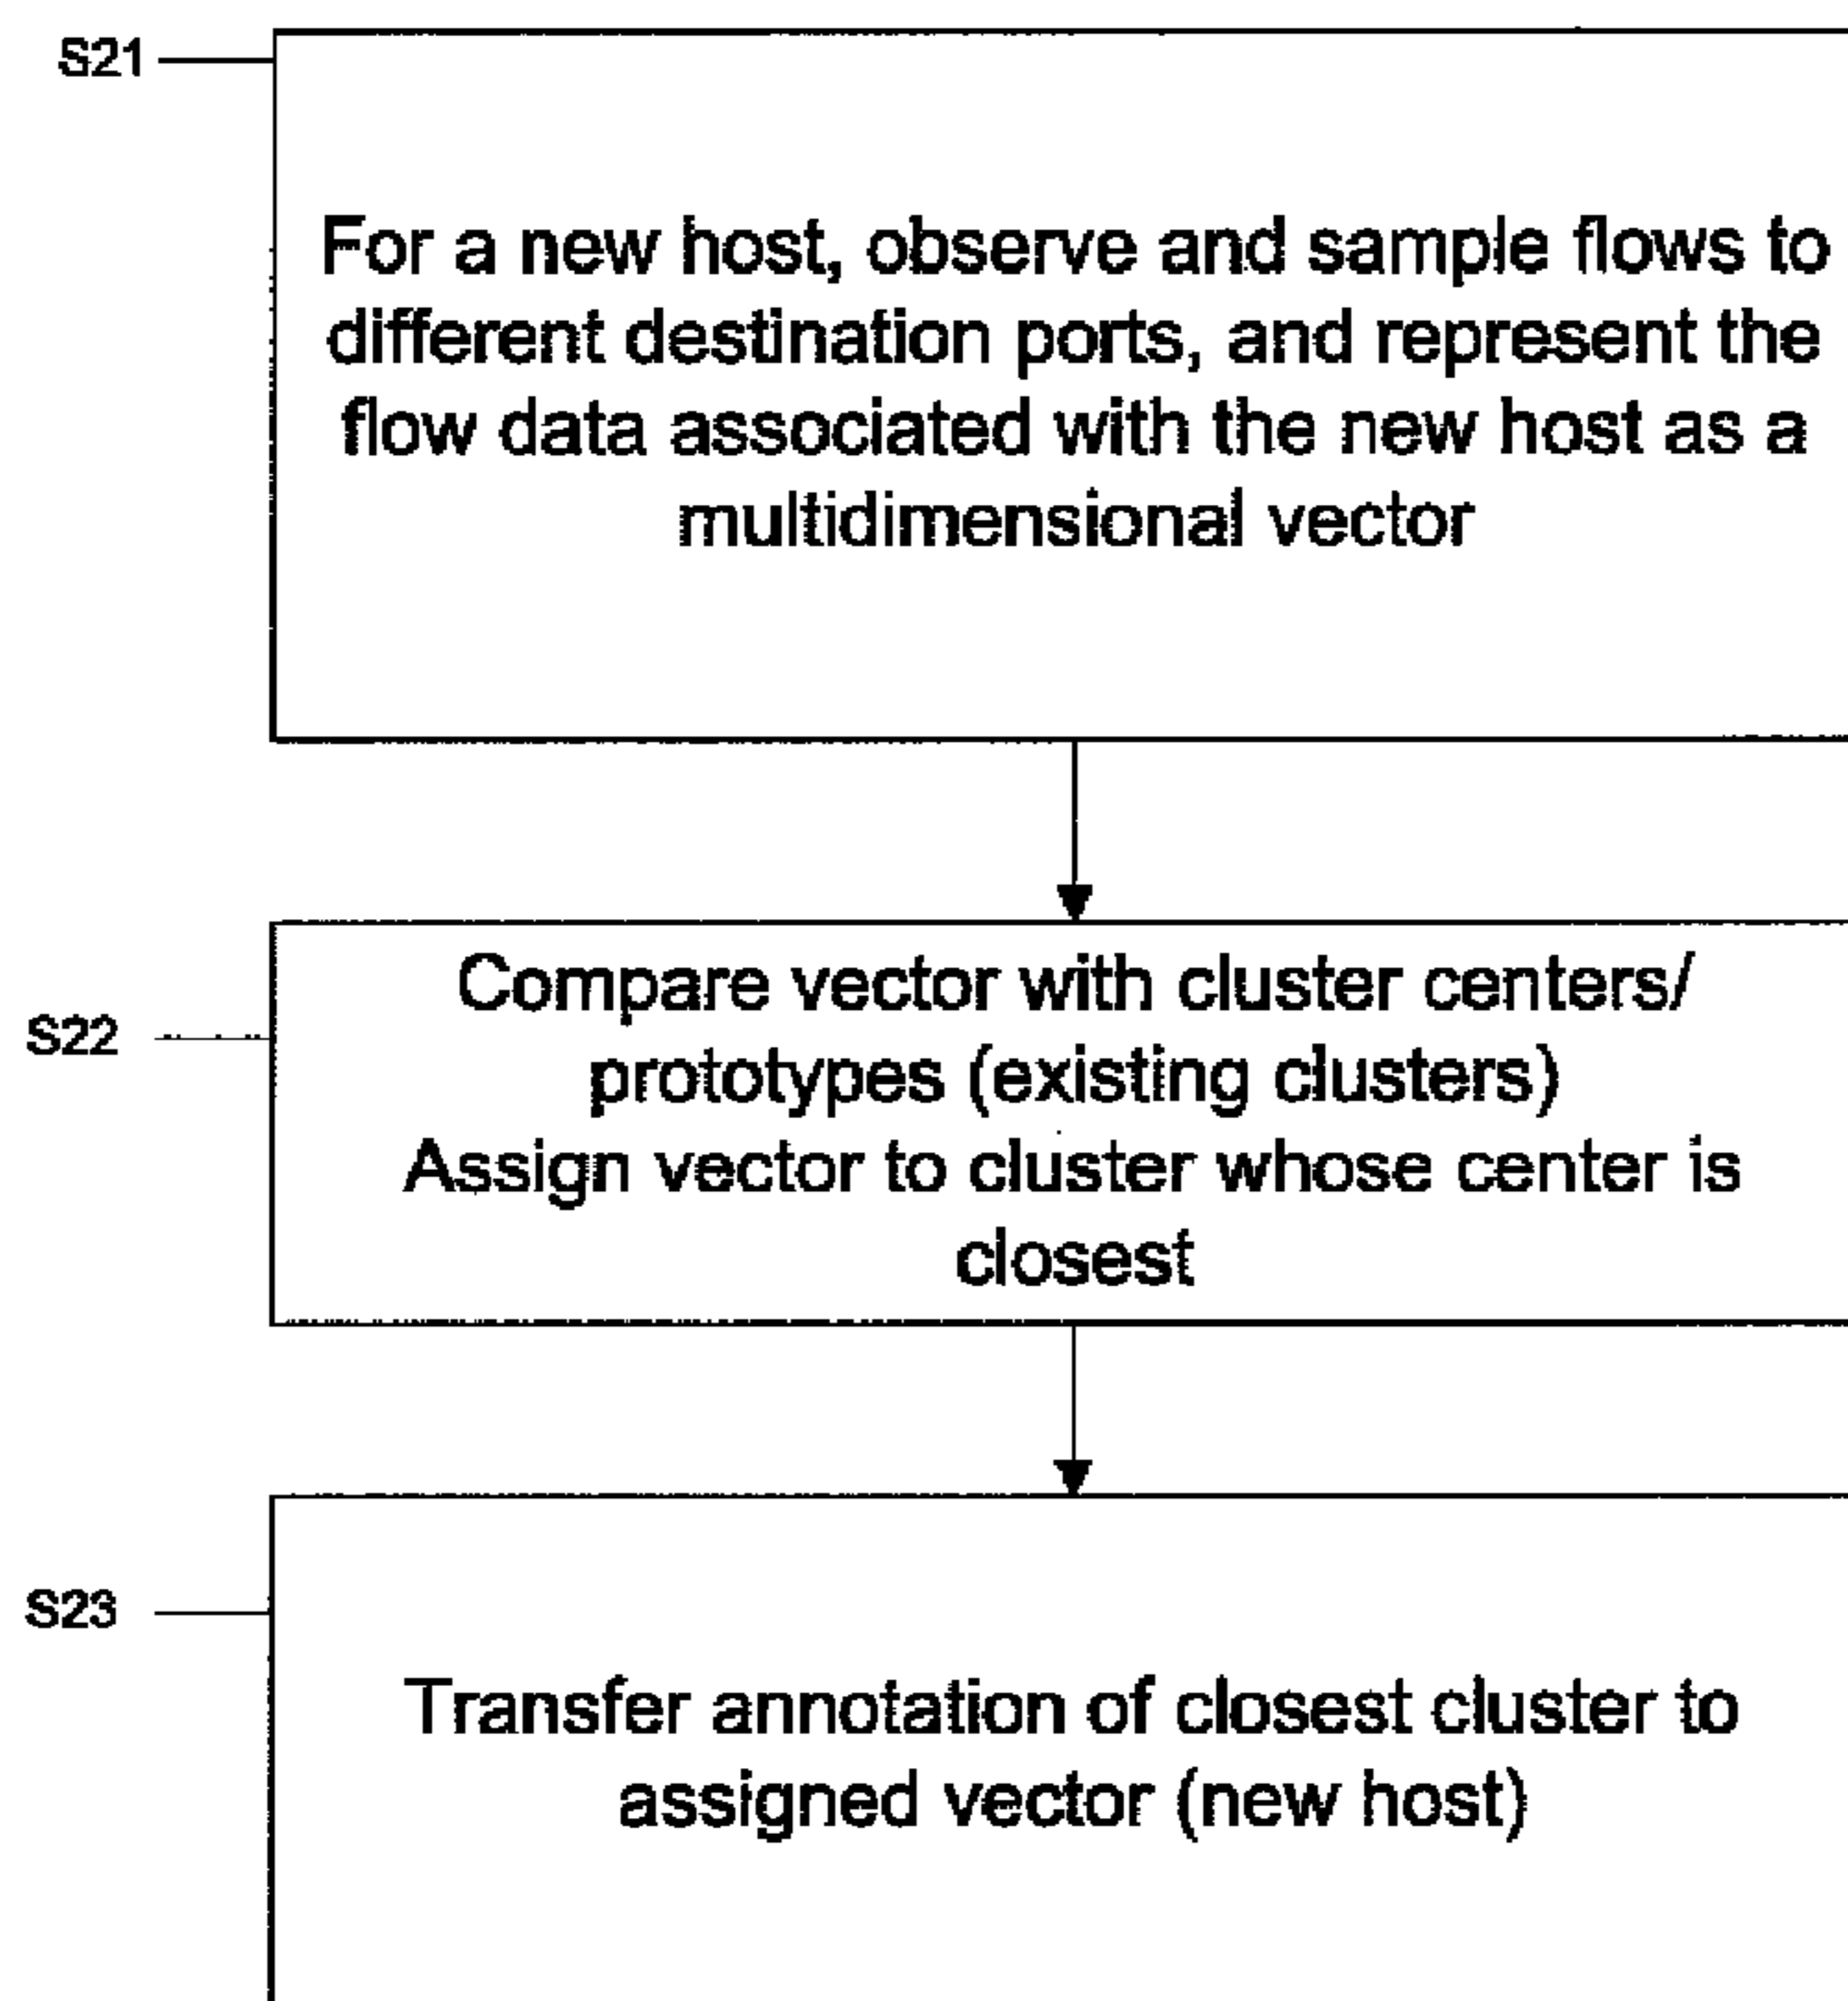 S21
For a new host, observe and sample flows to
different destination ports, and represent the
flow data associated with the new host as a
multidimensional vector
S22
Compare vector with cluster centers/
prototypes (existing clusters)
Assign vector to cluster whose center is
closest
S23
Transfer annotation of closest cluster to
assigned vector (new host)